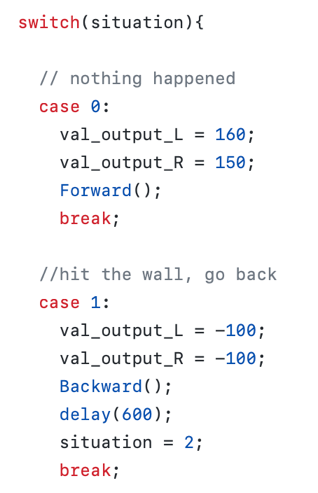 switch(situation){
// nothing happened
case 0:
val_output_L = 160;
val_output_R = 150;
Forward();
break;
//hit the wall, go back
case 1:
val_output_L = -100;
val_output_R = -100;
Backward();
delay(600);
situation = 2;
break;